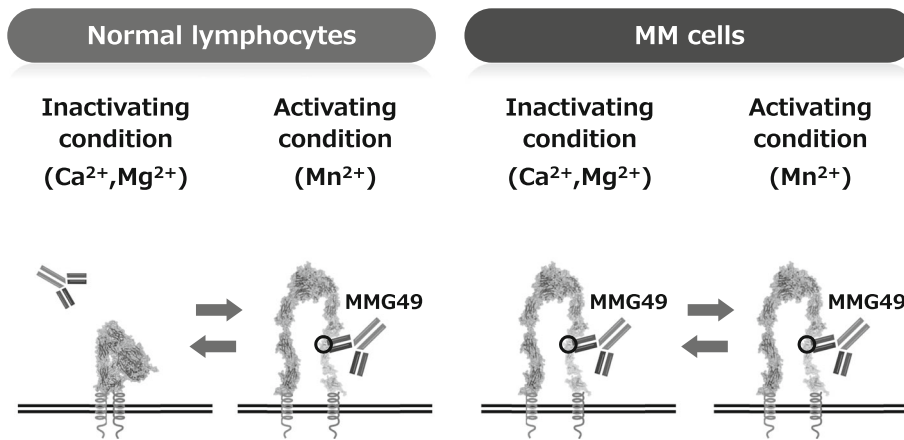 Normal lymphocytes
MM cells
Inactivating
condition
(Ca²⁺,Mg²⁺)
Activating
condition
(Mn²⁺)
Inactivating
condition
(Ca²⁺,Mg²⁺)
Activating
condition
(Mn²⁺)
MMG49
MMG49
MMG49